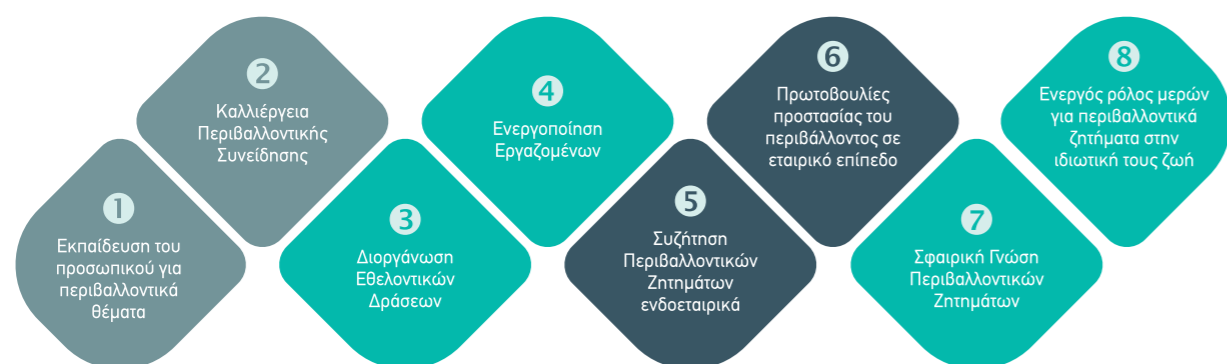 1
Εκπαίδευση του
προσωπικού για
περιβαλλοντικά
θέματα
2
Καλλιέργεια
Περιβαλλοντικής
Συνείδησης
3
Διοργάνωση
Εθελοντικών
Δράσεων
4
Ενεργοποίηση
Εργαζομένων
5
Συζήτηση
Περιβαλλοντικών
Ζητημάτων
ενδοεταιρικά
6
Πρωτοβουλίες
προστασίας του
περιβάλλοντος σε
εταιρικό επίπεδο
7
Σφαιρική Γνώση
Περιβαλλοντικών
Ζητημάτων
8
Ενεργός ρόλος μερών
για περιβαλλοντικά
ζητήματα στην
ιδιωτική τους ζωή